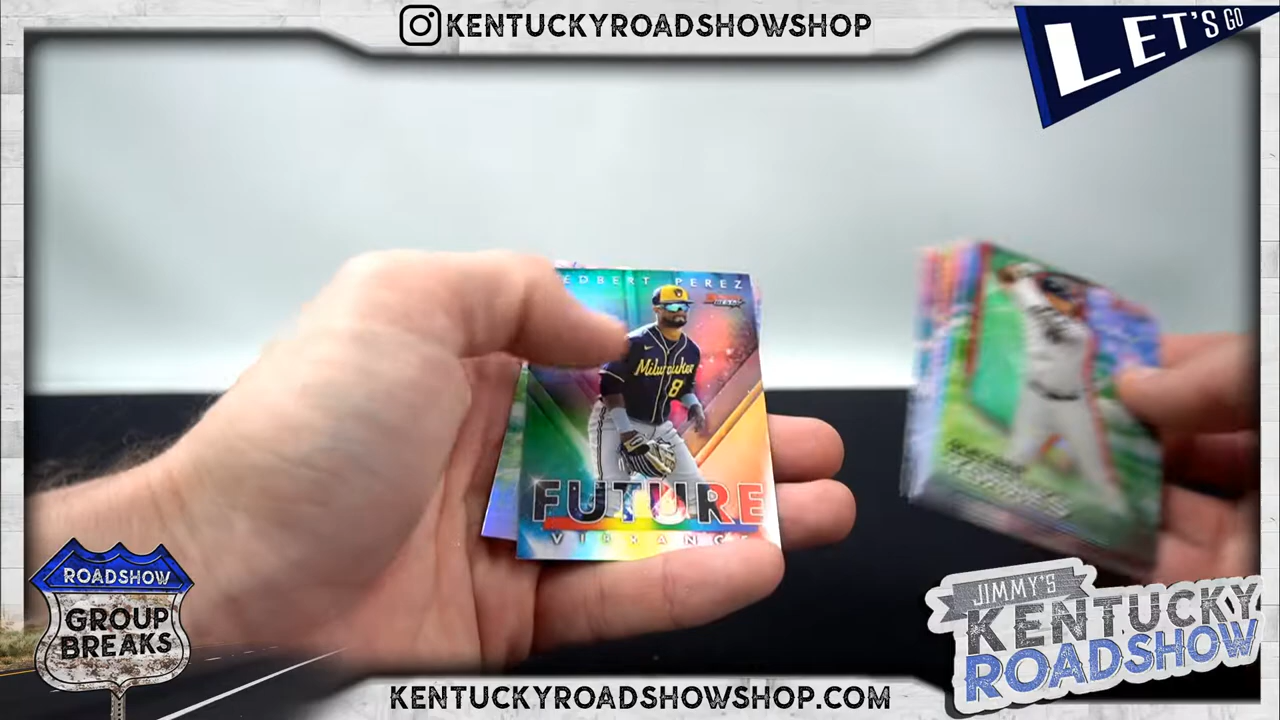 KENTUCKYROADSHOWSHOP
LET'S GO
EDBERT PEREZ
Milwaukee
8
FUTURE
ROADSHOW
GROUP
BREAKS
JIMMY'S
KENTUCKY
ROADSHOW
KENTUCKYROADSHOWSHOP.COM